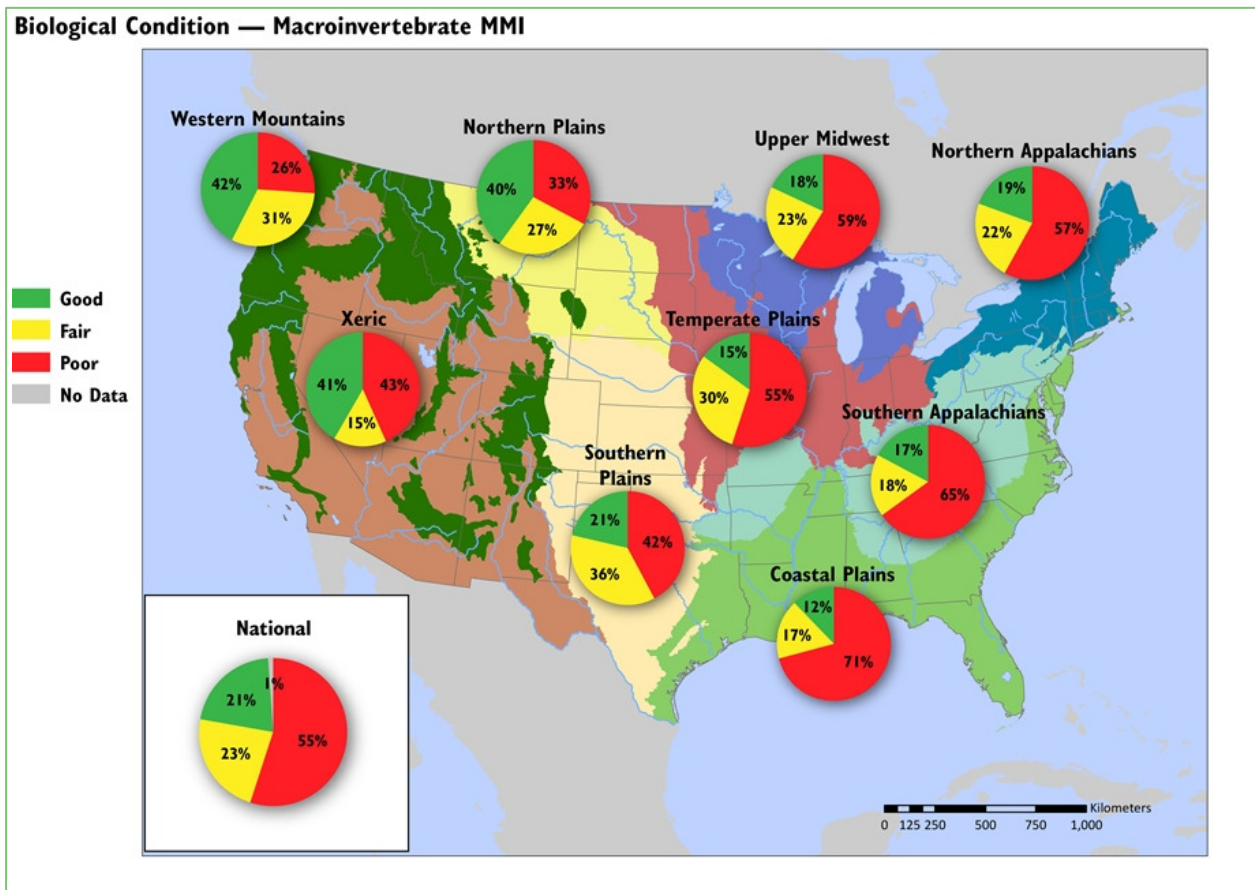 Biological Condition — Macroinvertebrate MMI
Western Mountains
42%
26%
31%
Northern Plains
40%
33%
27%
Upper Midwest
18%
23%
59%
Northern Appalachians
19%
22%
57%
Good
Fair
Poor
No Data
Xeric
41%
43%
15%
Temperate Plains
15%
30%
55%
Southern Appalachians
17%
18%
65%
Southern
Plains
21%
42%
36%
Coastal Plains
12%
17%
71%
National
21%
1%
23%
55%
Kilometers
0 125 250 500 750 1,000